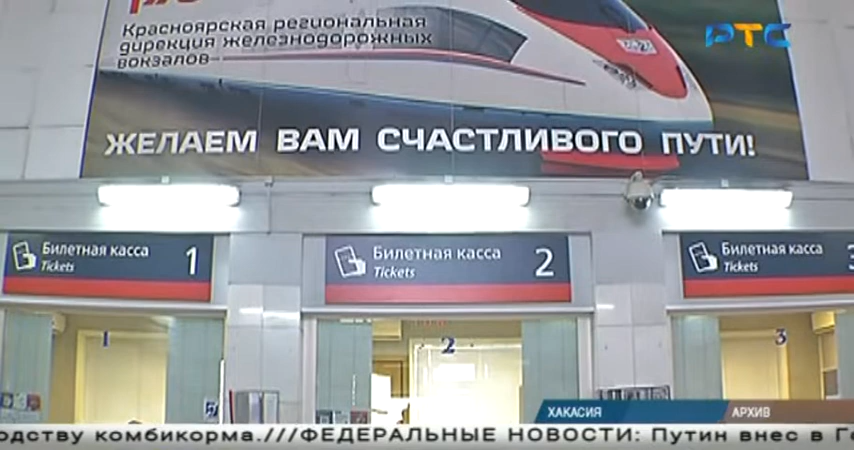 РТС
Красноярская региональная
дирекция железнодорожных
вокзалов
ЖЕЛАЕМ ВАМ СЧАСТЛИВОГО ПУТИ!
Билетная касса 1
Tickets
Билетная касса 2
Tickets
Билетная касса 3
Tickets
1
2
3
ХАКАСИЯ АРХИВ
комбикорма.///ФЕДЕРАЛЬНЫЕ НОВОСТИ: Путин внес в